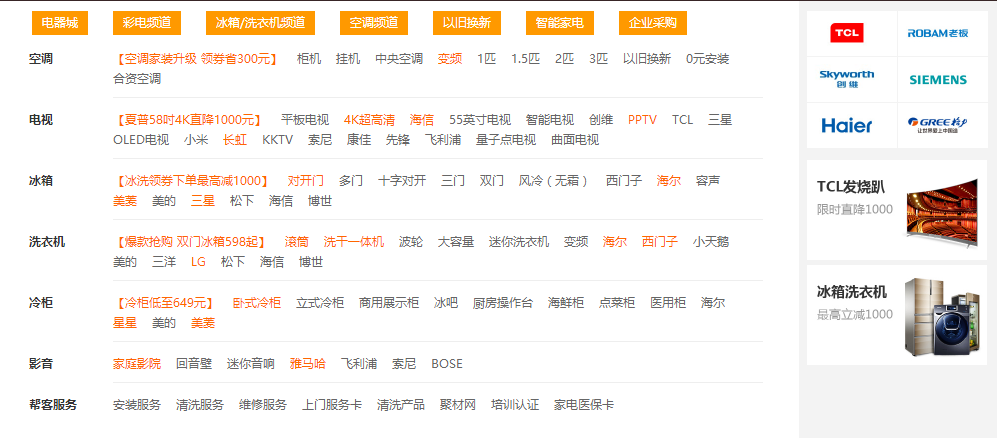 电器城 彩电频道 冰箱/洗衣机频道 空调频道 以旧换新 智能家电 企业采购
空调 【空调家装升级 领券省300元】 柜机 挂机 中央空调 变频 1匹 1.5匹 2匹 3匹 以旧换新 0元安装
合资空调
电视 【夏普58吋4K直降1000元】 平板电视 4K超高清 海信 55英寸电视 智能电视 创维 PPTV TCL 三星
OLED电视 小米 长虹 KKTV 索尼 康佳 先锋 飞利浦 量子点电视 曲面电视
冰箱 【冰洗领券下单最高减1000】 对开门 多门 十字对开 三门 双门 风冷（无霜） 西门子 海尔 容声
美菱 美的 三星 松下 海信 博世
洗衣机 【爆款抢购 双门冰箱598起】 滚筒 洗干一体机 波轮 大容量 迷你洗衣机 变频 海尔 西门子 小天鹅
美的 三洋 LG 松下 海信 博世
冷柜 【冷柜低至649元】 卧式冷柜 立式冷柜 商用展示柜 冰吧 厨房操作台 海鲜柜 点菜柜 医用柜 海尔
星星 美的 美菱
影音 家庭影院 回音壁 迷你音响 雅马哈 飞利浦 索尼 BOSE
帮客服务 安装服务 清洗服务 维修服务 上门服务卡 清洗产品 聚材网 培训认证 家电医保卡
TCL ROBAM老板
Skyworth
创维 SIEMENS
Haier GREE格力
让世界爱上中国造
TCL发烧趴
限时直降1000
冰箱洗衣机
最高立减1000